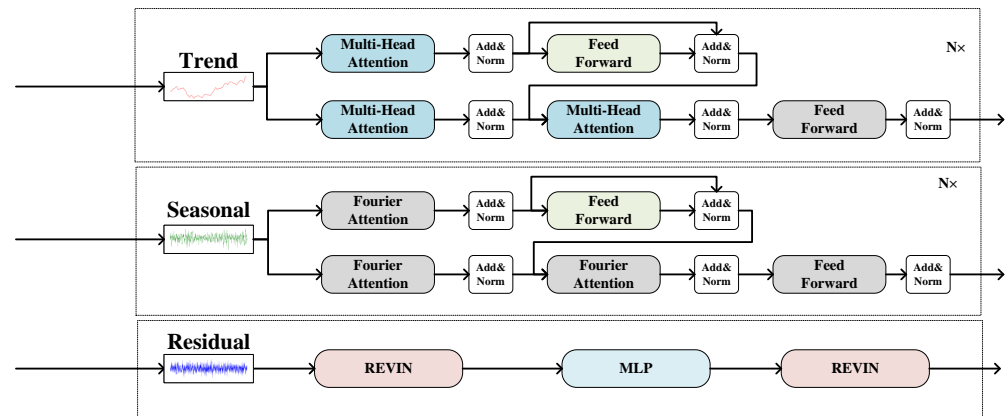 Trend
Multi-Head
Attention
Add&
Norm
Feed
Forward
Add&
Norm
N×
Multi-Head
Attention
Add&
Norm
Multi-Head
Attention
Add&
Norm
Feed
Forward
Add&
Norm
Seasonal
Fourier
Attention
Add&
Norm
Feed
Forward
Add&
Norm
N×
Fourier
Attention
Add&
Norm
Fourier
Attention
Add&
Norm
Feed
Forward
Add&
Norm
Residual
REVIN
MLP
REVIN